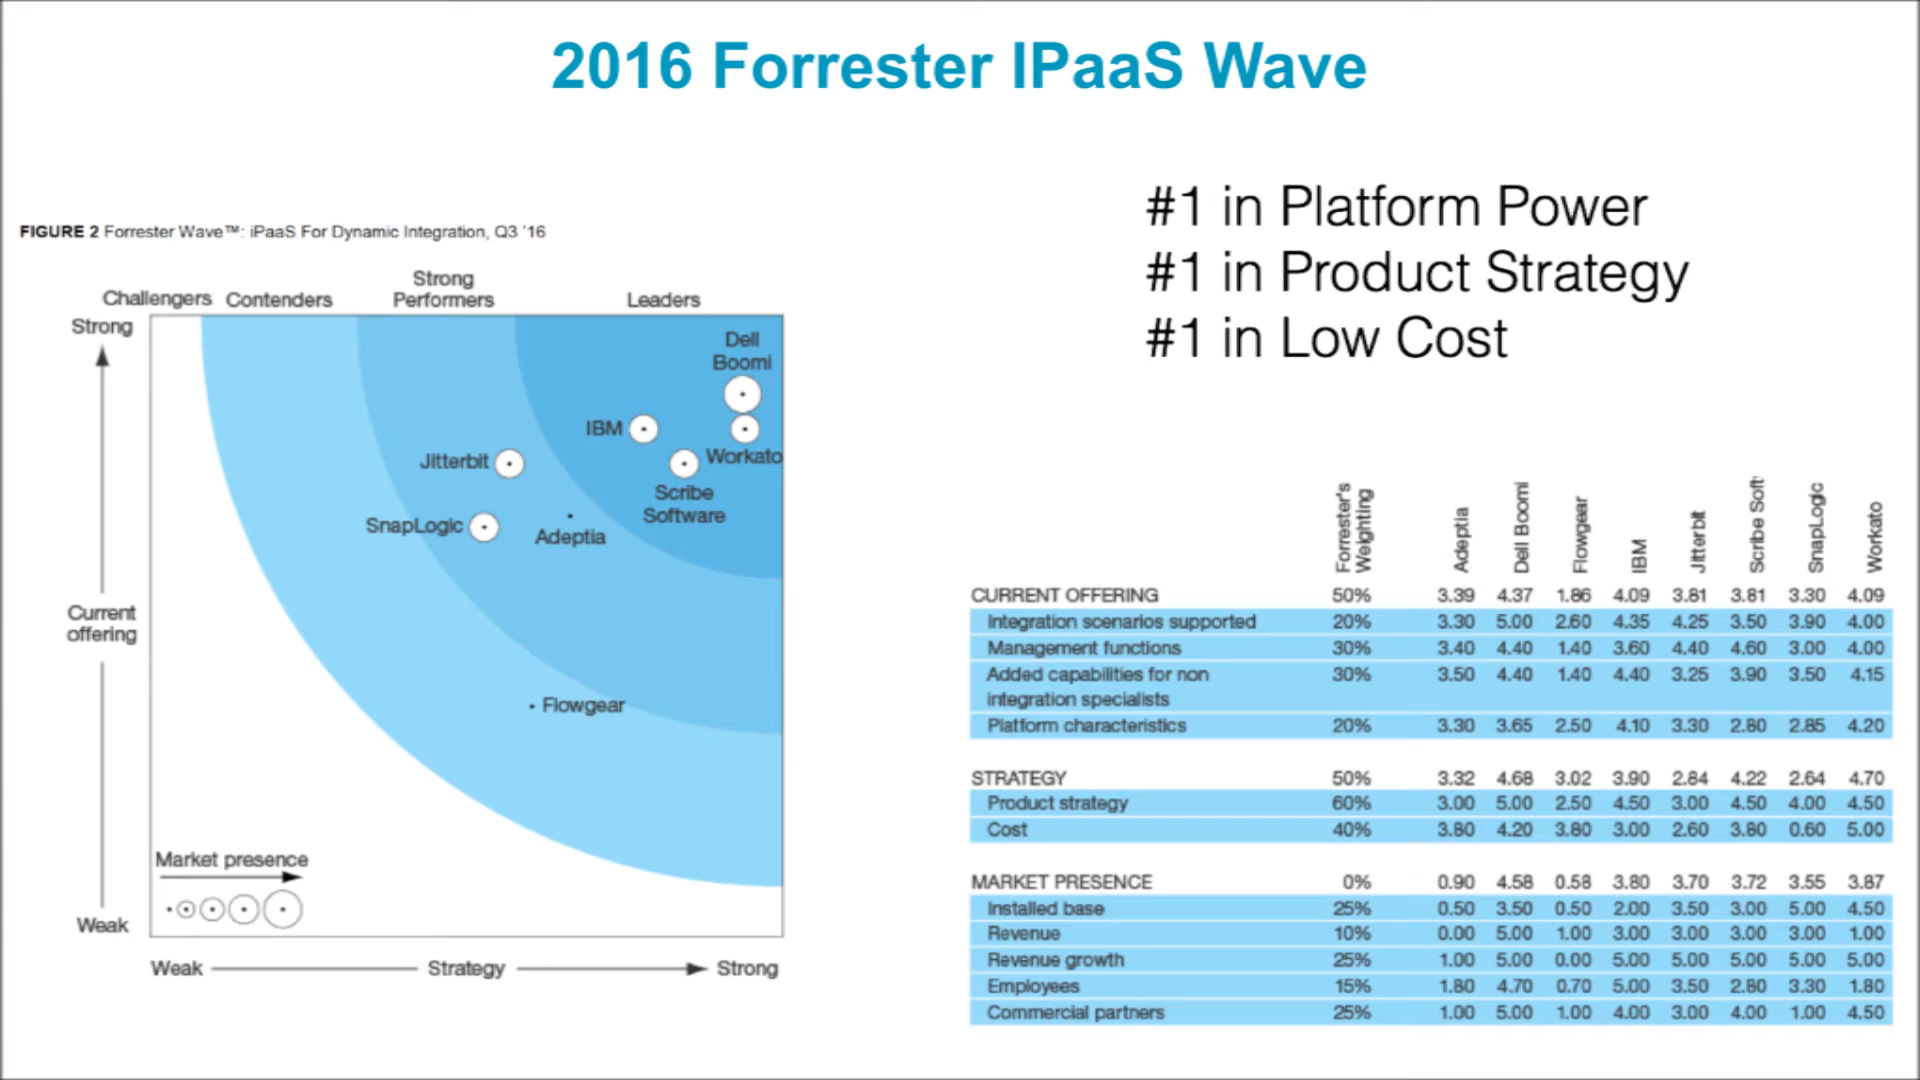 2016 Forrester IPaaS Wave
#1 in Platform Power
#1 in Product Strategy
#1 in Low Cost
FIGURE 2 Forrester Wave™: iPaaS For Dynamic Integration, Q3 '16
Challengers Contenders Strong Performers Leaders
Strong
Current
offering
Weak
Dell
Boomi
IBM
Workato
Jitterbit
Scribe
Software
SnapLogic
Adeptia
Flowgear
Market presence
Weak Strategy Strong
Forrester's Weighting Adeptia Dell Boomi Flowgear IBM Jitterbit Scribe Soft SnapLogic Workato
CURRENT OFFERING 50% 3.39 4.37 1.86 4.09 3.81 3.81 3.30 4.09
Integration scenarios supported 20% 3.30 5.00 2.60 4.35 4.25 3.50 3.90 4.00
Management functions 30% 3.40 4.40 1.40 3.60 4.40 4.60 3.00 4.00
Added capabilities for non 30% 3.50 4.40 1.40 4.40 3.25 3.90 3.50 4.15
integration specialists
Platform characteristics 20% 3.30 3.65 2.50 4.10 3.30 2.80 2.85 4.20
STRATEGY 50% 3.32 4.68 3.02 3.90 2.84 4.22 2.64 4.70
Product strategy 60% 3.00 5.00 2.50 4.50 3.00 4.50 4.00 4.50
Cost 40% 3.80 4.20 3.80 3.00 2.60 3.80 0.60 5.00
MARKET PRESENCE 0% 0.90 4.58 0.58 3.80 3.70 3.72 3.55 3.87
Installed base 25% 0.50 3.50 0.50 2.00 3.50 3.00 5.00 4.50
Revenue 10% 0.00 5.00 1.00 3.00 3.00 3.00 3.00 1.00
Revenue growth 25% 1.00 5.00 0.00 5.00 5.00 5.00 5.00 5.00
Employees 15% 1.80 4.70 0.70 5.00 3.50 2.80 3.30 1.80
Commercial partners 25% 1.00 5.00 1.00 4.00 3.00 4.00 1.00 4.50